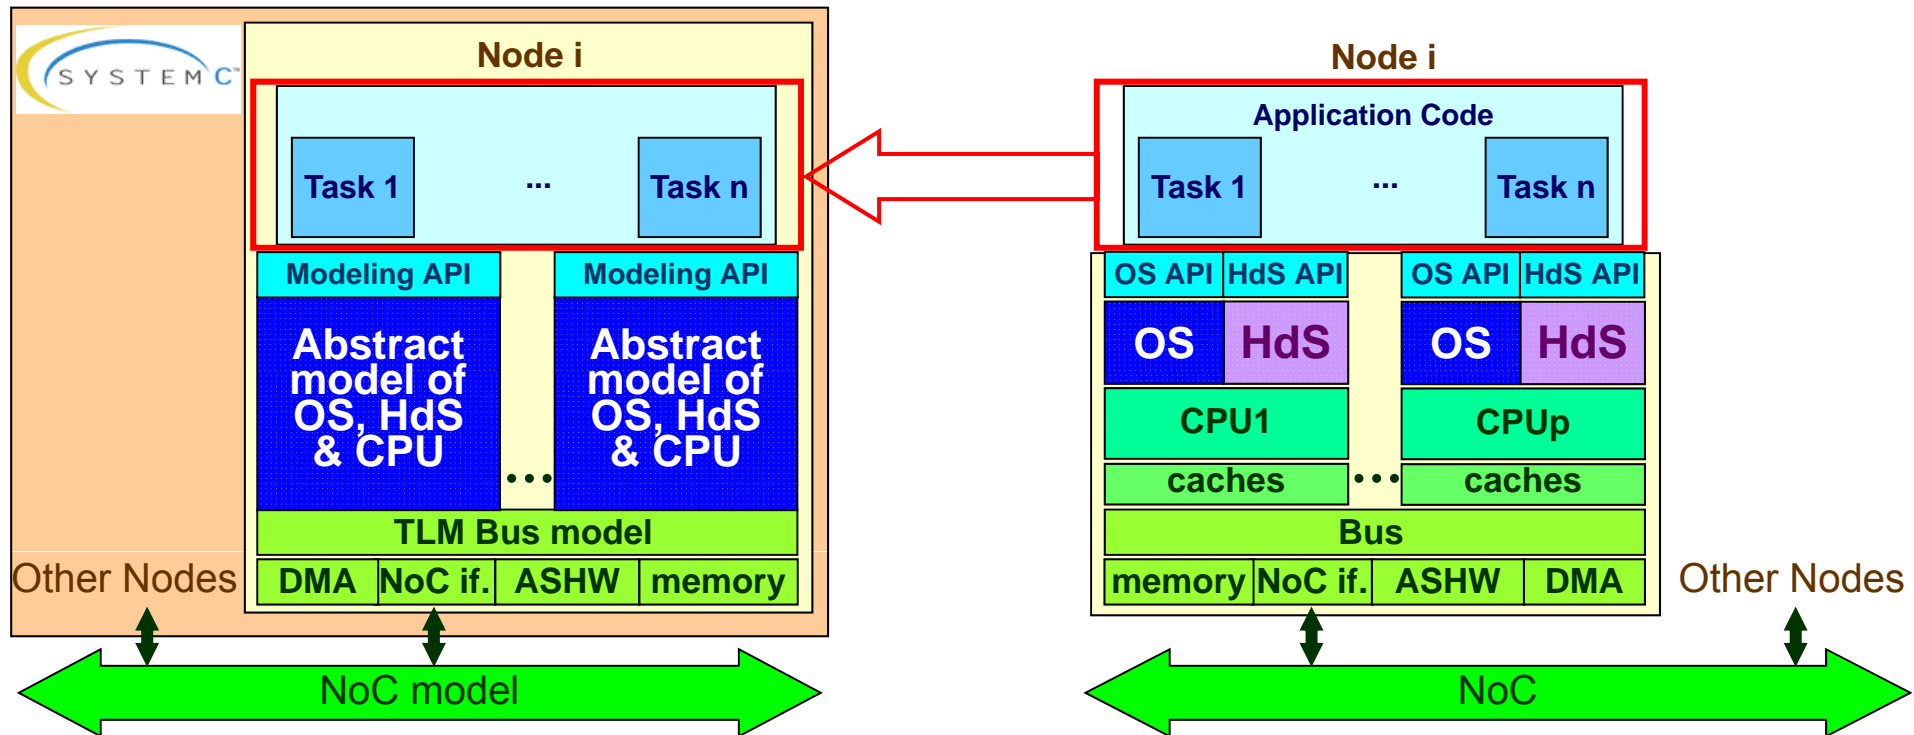 SYSTEMC™
Node i
Task 1
...
Task n
Modeling API
Modeling API
Abstract
model of
OS, HdS
& CPU
...
Abstract
model of
OS, HdS
& CPU
TLM Bus model
DMA
NoC if.
ASHW
memory
Other Nodes
NoC model
Node i
Application Code
Task 1
...
Task n
OS API
HdS API
OS API
HdS API
OS
HdS
OS
HdS
CPU1
CPUp
caches
...
caches
Bus
memory
NoC if.
ASHW
DMA
Other Nodes
NoC